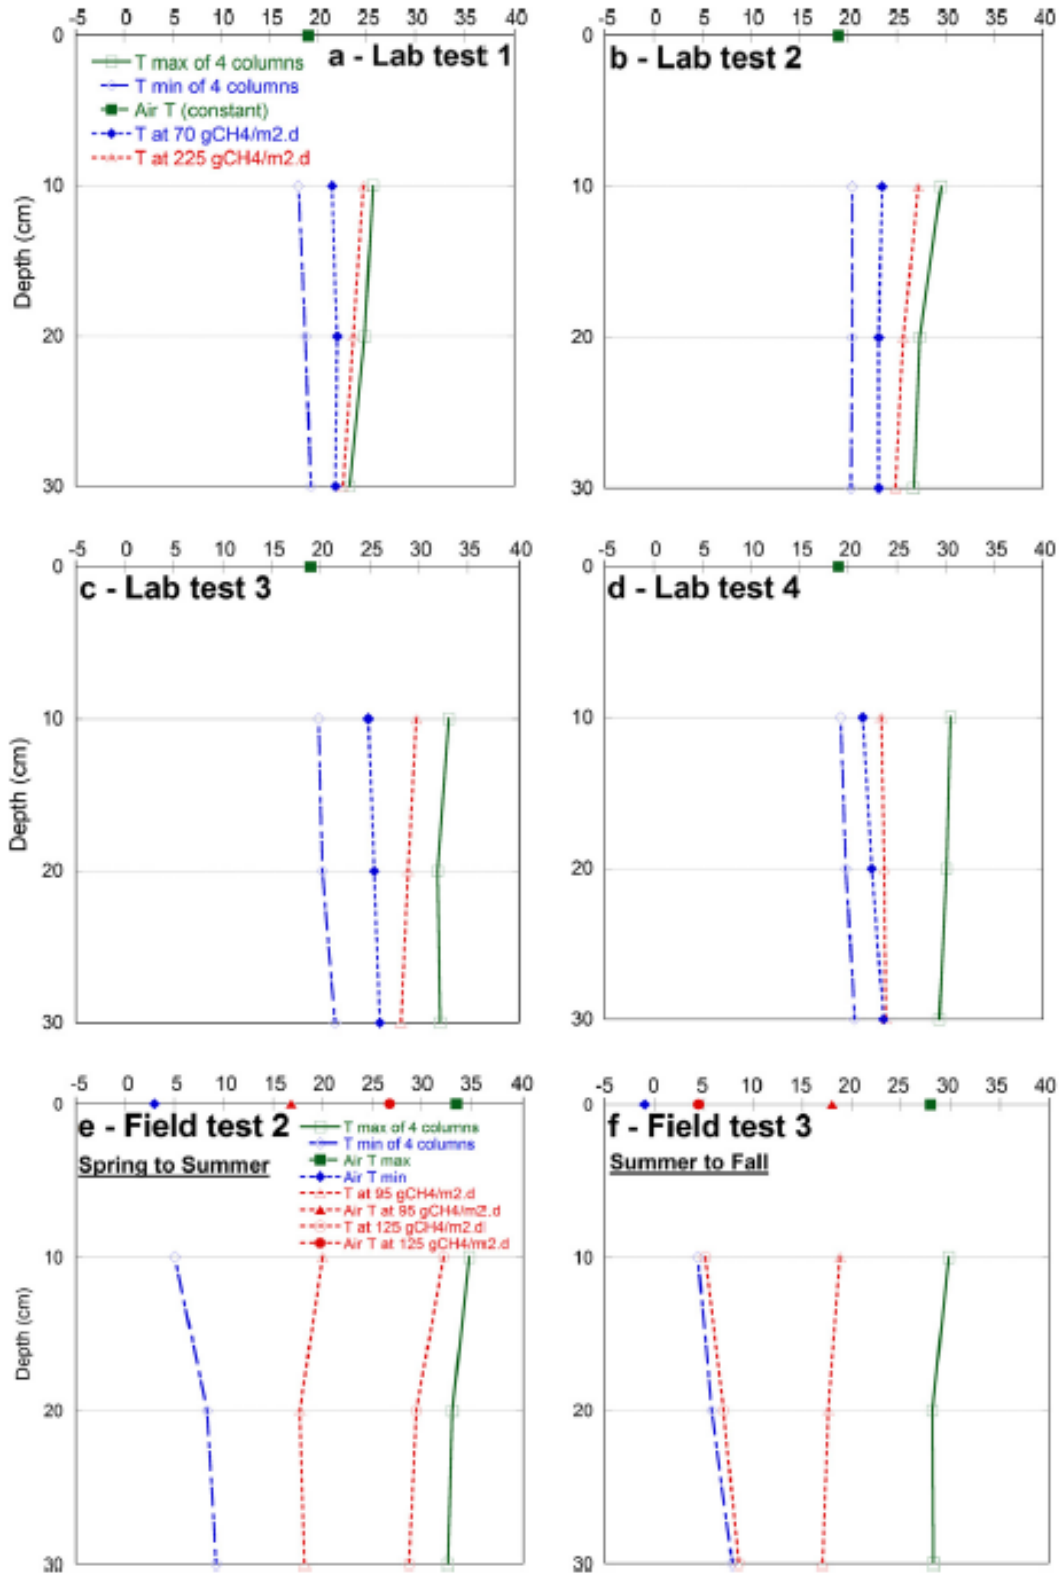 -5 0 5 10 15 20 25 30 35 40
0
a - Lab test 1
T max of 4 columns
T min of 4 columns
Air T (constant)
T at 70 gCH4/m2.d
T at 225 gCH4/m2.d
10
20
30
Depth (cm)
-5 0 5 10 15 20 25 30 35 40
0
b - Lab test 2
10
20
30
-5 0 5 10 15 20 25 30 35 40
0
c - Lab test 3
10
20
30
Depth (cm)
-5 0 5 10 15 20 25 30 35 40
0
d - Lab test 4
10
20
30
-5 0 5 10 15 20 25 30 35 40
0
e - Field test 2
Spring to Summer
T max of 4 columns
T min of 4 columns
Air T max
Air T min
T at 95 gCH4/m2.d
Air T at 95 gCH4/m2.d
T at 125 gCH4/m2.d
Air T at 125 gCH4/m2.d
10
20
30
Depth (cm)
-5 0 5 10 15 20 25 30 35 40
0
f - Field test 3
Summer to Fall
10
20
30